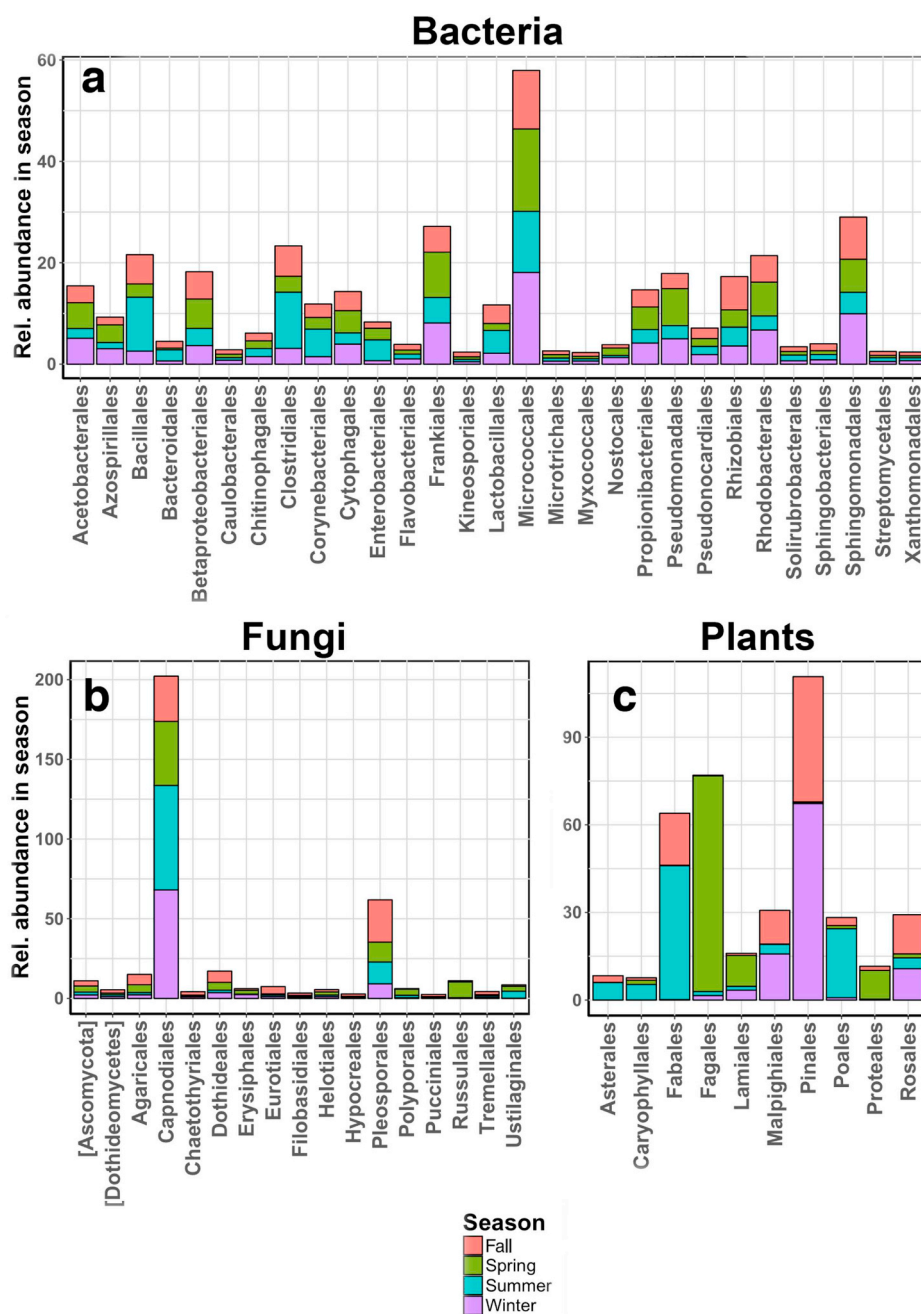 Bacteria
a
Rel. abundance in season
60
40
20
0
Acetobacterales
Azospirillales
Bacillales
Bacteroidales
Betaproteobacteriales
Caulobacterales
Chitinophagales
Clostridiales
Corynebacteriales
Cytophagales
Enterobacteriales
Flavobacteriales
Frankiales
Kineosporiales
Lactobacillales
Micrococcales
Microtrichales
Myxococcales
Nostocales
Propionibacteriales
Pseudomonadales
Pseudonocardiales
Rhizobiales
Rhodobacterales
Solirubrobacterales
Sphingobacteriales
Sphingomonadales
Streptomycetales
Xanthomonadales
Fungi
b
Rel. abundance in season
200
150
100
50
0
[Ascomycota]
[Dothideomycetes]
Agaricales
Capnodiales
Chaetothyriales
Dothideales
Erysiphales
Eurotiales
Filobasidiales
Helotiales
Hypocreales
Pleosporales
Polyporales
Pucciniales
Russulales
Tremellales
Ustilaginales
Plants
c
90
60
30
0
Asterales
Caryophyllales
Fabales
Fagales
Lamiales
Malpighiales
Pinales
Poales
Proteales
Rosales
Season
Fall
Spring
Summer
Winter